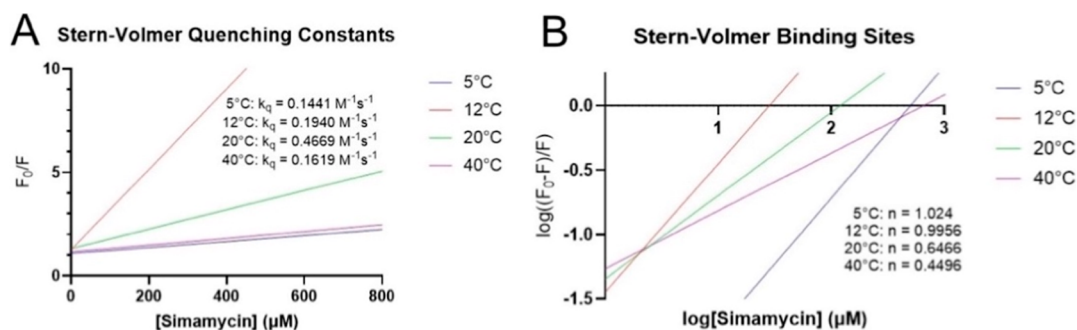 A
Stern-Volmer Quenching Constants
10
5
0
F₀/F
5°C: kq = 0.1441 M⁻¹s⁻¹
12°C: kq = 0.1940 M⁻¹s⁻¹
20°C: kq = 0.4669 M⁻¹s⁻¹
40°C: kq = 0.1619 M⁻¹s⁻¹
0 200 400 600 800
[Simamycin] (µM)
5°C
12°C
20°C
40°C
B
Stern-Volmer Binding Sites
0.0
-0.5
-1.0
-1.5
log((F₀-F)/F)
1 2 3
5°C: n = 1.024
12°C: n = 0.9956
20°C: n = 0.6466
40°C: n = 0.4496
log[Simamycin] (µM)
5°C
12°C
20°C
40°C